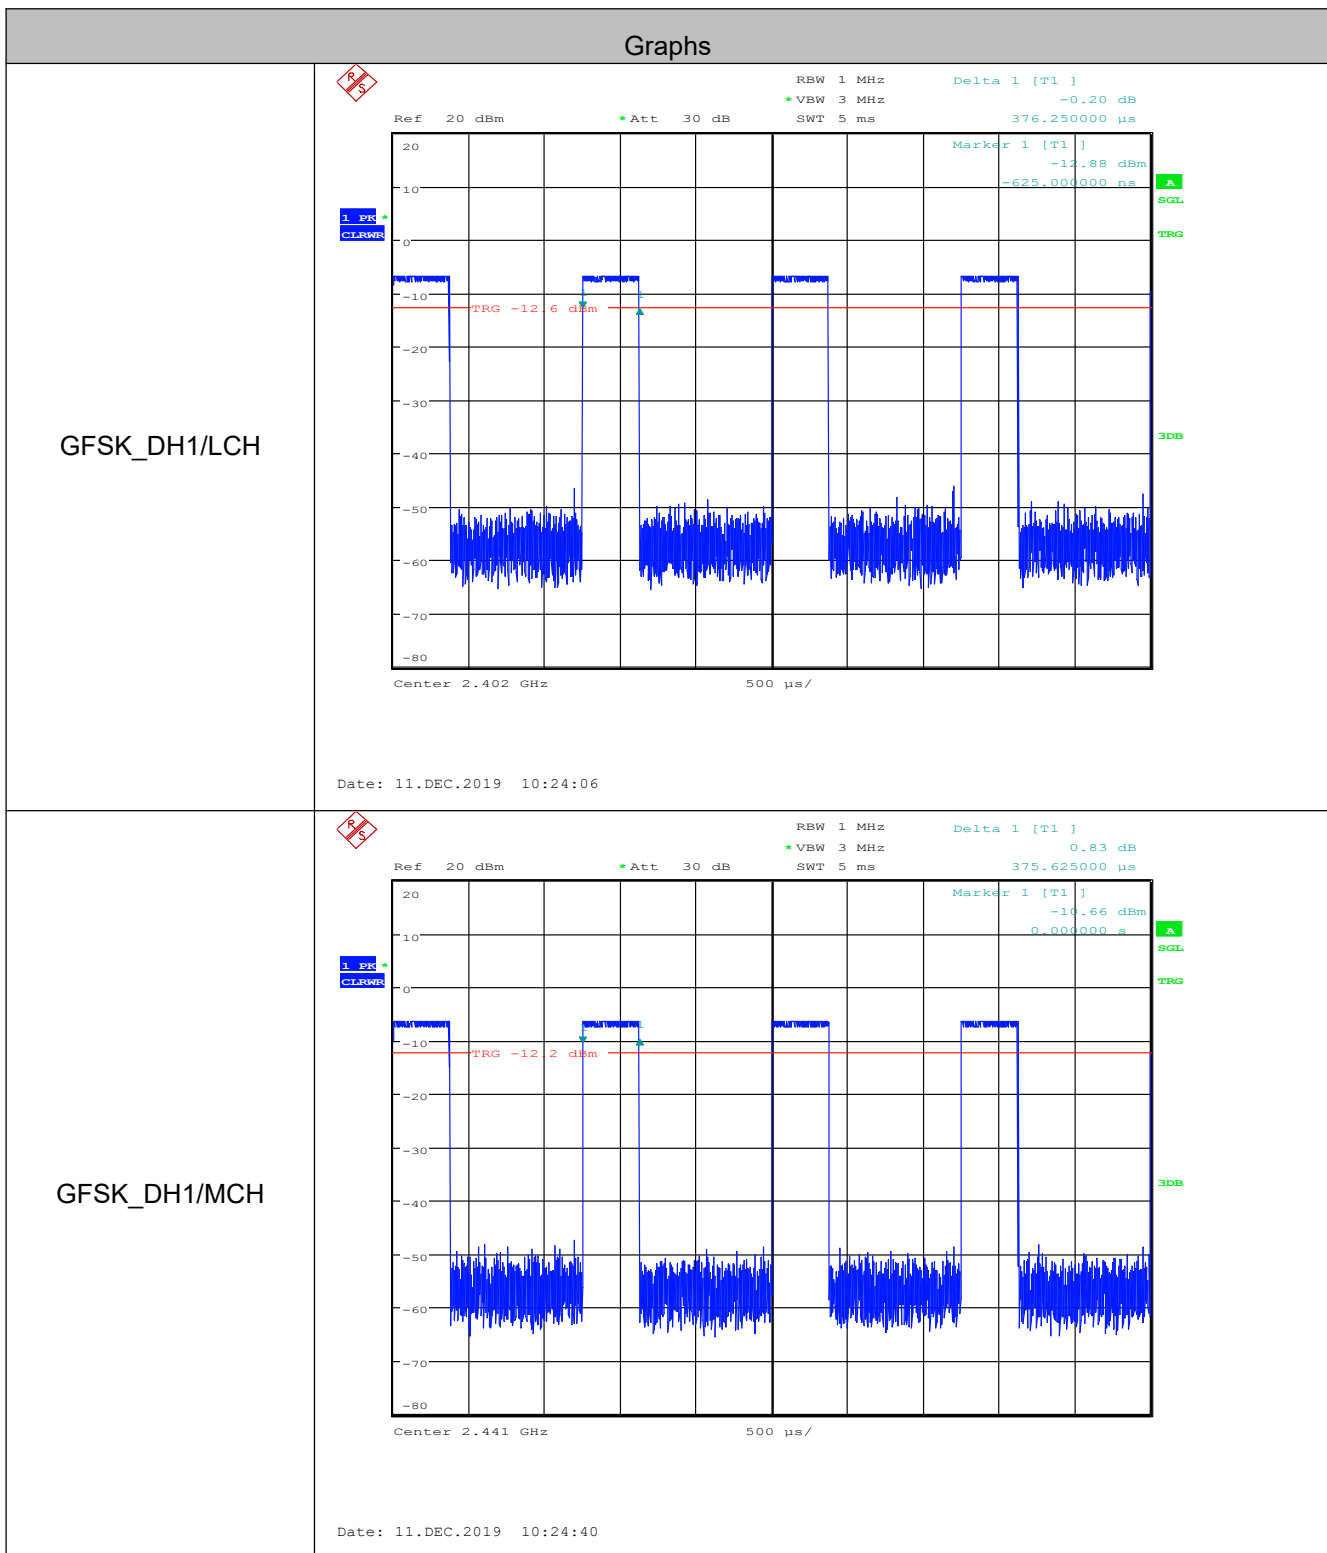 Graphs
GFSK_DH1/LCH
R S
RBW 1 MHz Delta 1 [T1 ]
*VBW 3 MHz -0.20 dB
Ref 20 dBm *Att 30 dB SWT 5 ms 376.250000 µs
20 Marker 1 [T1 ]
-12.88 dBm
-625.000000 ns A
10
SGL
1 PK *
CLRWR TRG
0
1 1
-10
TRG -12.6 dBm
-20
-30
3DB
-40
-50
-60
-70
-80
Center 2.402 GHz 500 µs/
Date: 11.DEC.2019 10:24:06
GFSK_DH1/MCH
R S
RBW 1 MHz Delta 1 [T1 ]
*VBW 3 MHz 0.83 dB
Ref 20 dBm *Att 30 dB SWT 5 ms 375.625000 µs
20 Marker 1 [T1 ]
-10.66 dBm
0.000000 s A
10
SGL
1 PK *
CLRWR TRG
0
1 1
-10
TRG -12.2 dBm
-20
-30
3DB
-40
-50
-60
-70
-80
Center 2.441 GHz 500 µs/
Date: 11.DEC.2019 10:24:40